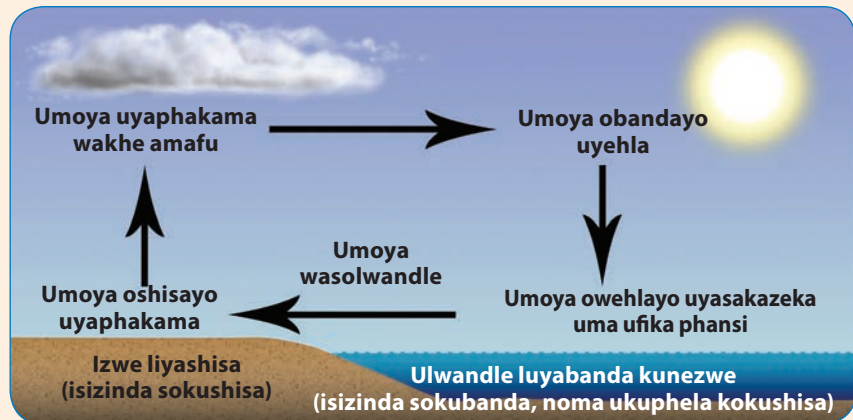 Umoya uyaphakama
wakhe amafu
Umoya obandayo
uyehla
Umoya
wasolwandle
Umoya oshisayo
uyaphakama
Umoya owehlayo uyasakazeka
uma ufika phansi
Izwe liyashisa
(isizinda sokushisa)
Ulwandle luyabanda kunezwe
(isizinda sokubanda, noma ukuphela kokushisa)